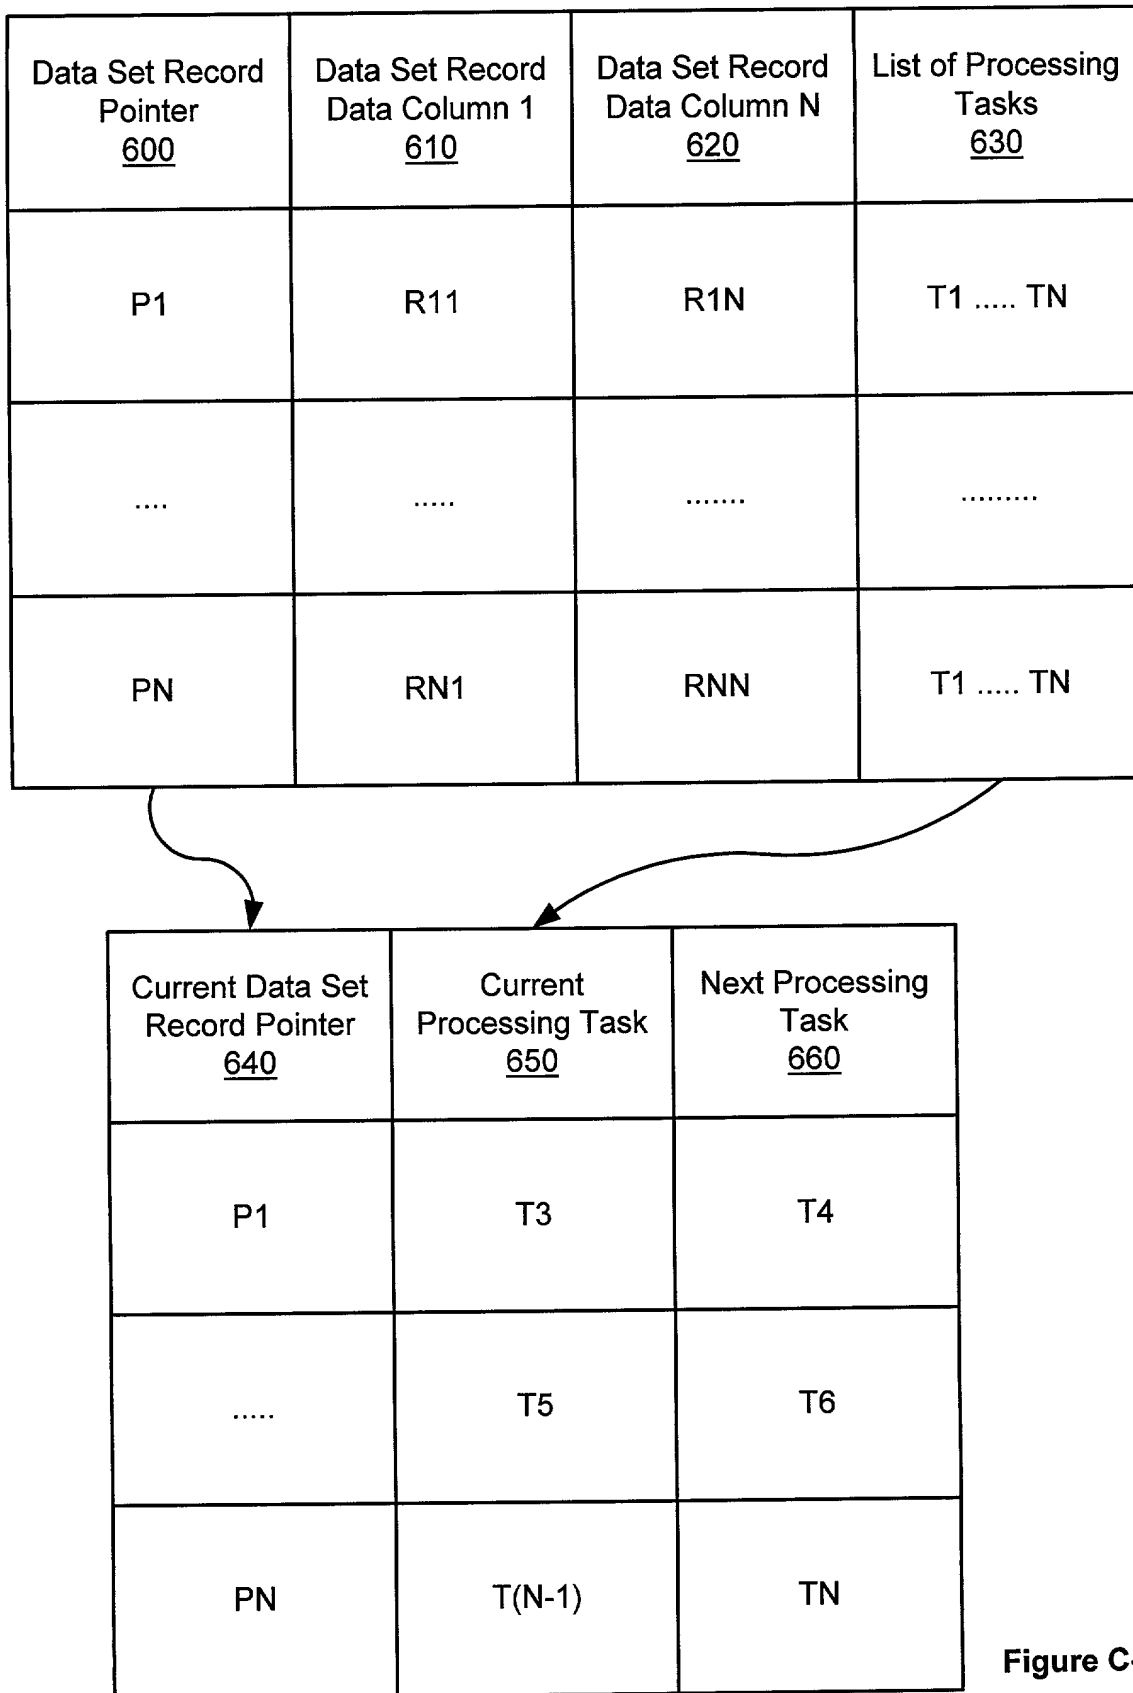 Data Set Record
Pointer
600
Data Set Record
Data Column 1
610
Data Set Record
Data Column N
620
List of Processing
Tasks
630
P1
R11
R1N
T1 ..... TN
....
.....
.......
.........
PN
RN1
RNN
T1 ..... TN
Current Data Set
Record Pointer
640
Current
Processing Task
650
Next Processing
Task
660
P1
T3
T4
.....
T5
T6
PN
T(N-1)
TN
Figure C-